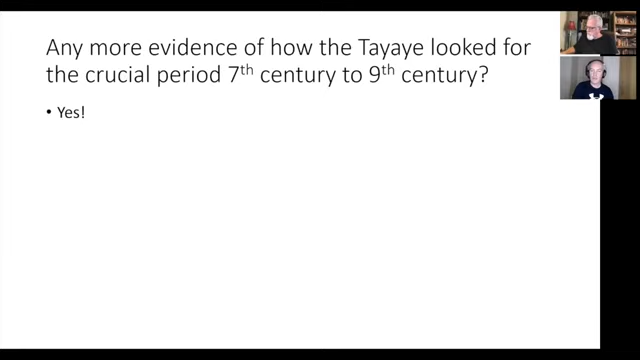 Any more evidence of how the Tayaye looked for
the crucial period 7th century to 9th century?
• Yes!